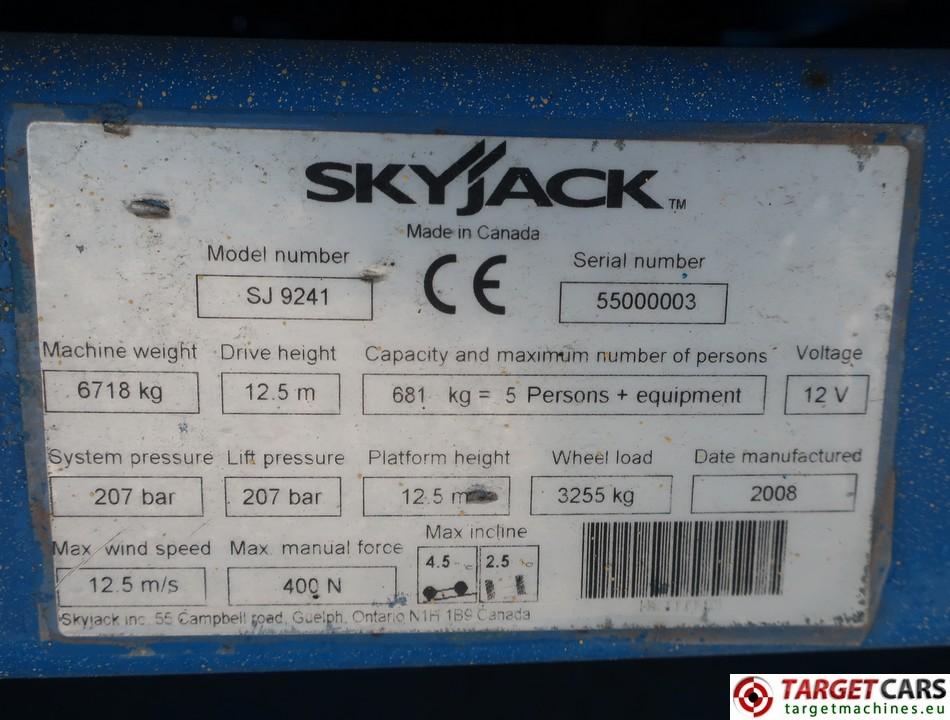 SKYJACK TM
Made in Canada
Model number
SJ 9241
CE
Serial number
55000003
Machine weight Drive height Capacity and maximum number of persons Voltage
6718 kg 12.5 m 681 kg = 5 Persons + equipment 12 V
System pressure Lift pressure Platform height Wheel load Date manufactured
207 bar 207 bar 12.5 m 3255 kg 2008
Max wind speed Max. manual force Max incline
12.5 m/s 400 N 4.5 2.5
Skyjack inc. 55 Campbell road, Guelph, Ontario N1H 1B9 Canada
TARGETCARS
targetmachines.eu